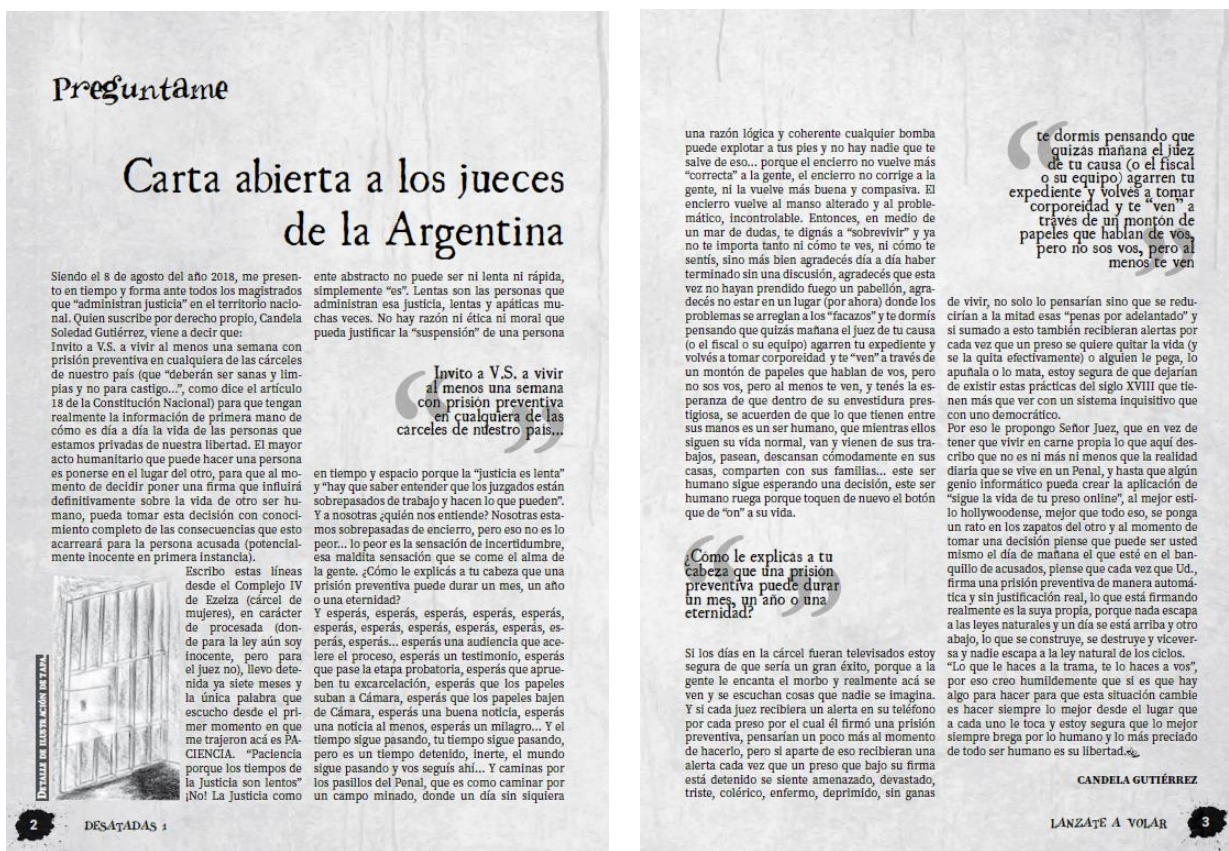 Preguntame
Carta abierta a los jueces
de la Argentina
Siendo el 8 de agosto del año 2018, me presen-
to en tiempo y forma ante todos los magistrados
que “administran justicia” en el territorio nacio-
nal. Quien suscribe por derecho propio, Candela
Soledad Gutiérrez, viene a decir que:
Invito a V.S. a vivir al menos una semana con
prisión preventiva en cualquiera de las cárceles
de nuestro país (que “deberán ser sanas y lim-
pias y no para castigo...”, como dice el artículo
18 de la Constitución Nacional) para que tengan
realmente la información de primera mano de
cómo es día a día la vida de las personas que
estamos privadas de nuestra libertad. El mayor
acto humanitario que puede hacer una persona
es ponerse en el lugar del otro, para que al mo-
mento de decidir poner una firma que influirá
definitivamente sobre la vida de otro ser hu-
mano, pueda tomar esta decisión con conoci-
miento completo de las consecuencias que esto
acarreará para la persona acusada (potencial-
mente inocente en primera instancia).
Escribo estas líneas
desde el Complejo IV
de Ezeiza (cárcel de
mujeres), en carácter
de procesada (don-
de para la ley aún soy
inocente, pero para
el juez no), llevo dete-
nida ya siete meses y
la única palabra que
escucho desde el pri-
mer momento en que
me trajeron acá es PA-
CIENCIA. “Paciencia
porque los tiempos de
la Justicia son lentos”
¡No! La Justicia como
DETALLE DE ILUSTRACIÓN DE TAPA
ente abstracto no puede ser ni lenta ni rápida,
simplemente “es”. Lentas son las personas que
administran esa justicia, lentas y apáticas mu-
chas veces. No hay razón ni ética ni moral que
pueda justificar la “suspensión” de una persona
“Invito a V.S. a vivir
al menos una semana
con prisión preventiva
en cualquiera de las
cárceles de nuestro país...”
en tiempo y espacio porque la “justicia es lenta”
y “hay que saber entender que los juzgados están
sobrepasados de trabajo y hacen lo que pueden”.
Y a nosotras ¿quién nos entiende? Nosotras esta-
mos sobrepasadas de encierro, pero eso no es lo
peor... lo peor es la sensación de incertidumbre,
esa maldita sensación que se come el alma de
la gente. ¿Cómo le explicás a tu cabeza que una
prisión preventiva puede durar un mes, un año
o una eternidad?
Y esperás, esperás, esperás, esperás, esperás,
esperás, esperás, esperás, esperás, esperás, es-
perás, esperás... esperás una audiencia que ace-
lere el proceso, esperás un testimonio, esperás
que pase la etapa probatoria, esperás que aprue-
ben tu excarcelación, esperás que los papeles
suban a Cámara, esperás que los papeles bajen
de Cámara, esperás una buena noticia, esperás
una noticia al menos, esperás un milagro... Y el
tiempo sigue pasando, tu tiempo sigue pasando,
pero es un tiempo detenido, inerte, el mundo
sigue pasando y vos seguís ahí... Y caminas por
los pasillos del Penal, que es como caminar por
un campo minado, donde un día sin siquiera
2 DESATADAS 1
una razón lógica y coherente cualquier bomba
puede explotar a tus pies y no hay nadie que te
salve de eso... porque el encierro no vuelve más
“correcta” a la gente, el encierro no corrige a la
gente, ni la vuelve más buena y compasiva. El
encierro vuelve al manso alterado y al proble-
mático, incontrolable. Entonces, en medio de
un mar de dudas, te dignás a “sobrevivir” y ya
no te importa tanto ni cómo te ves, ni cómo te
sentís, sino más bien agradecés día a día haber
terminado sin una discusión, agradecés que esta
vez no hayan prendido fuego un pabellón, agra-
decés no estar en un lugar (por ahora) donde los
problemas se arreglan a los “facazos” y te dormís
pensando que quizás mañana el juez de tu causa
(o el fiscal o su equipo) agarren tu expediente y
volvés a tomar corporeidad y te “ven” a través de
un montón de papeles que hablan de vos, pero
no sos vos, pero al menos te ven, y tenés la es-
peranza de que dentro de su envestidura pres-
tigiosa, se acuerden de que lo que tienen entre
sus manos es un ser humano, que mientras ellos
siguen su vida normal, van y vienen de sus tra-
bajos, pasean, descansan cómodamente en sus
casas, comparten con sus familias... este ser
humano sigue esperando una decisión, este ser
humano ruega porque toquen de nuevo el botón
que de “on” a su vida.
“¿Cómo le explicás a tu
cabeza que una prisión
preventiva puede durar
un mes, un año o una
eternidad?”
Si los días en la cárcel fueran televisados estoy
segura de que sería un gran éxito, porque a la
gente le encanta el morbo y realmente acá se
ven y se escuchan cosas que nadie se imagina.
Y si cada juez recibiera un alerta en su teléfono
por cada preso por el cual él firmó una prisión
preventiva, pensarían un poco más al momento
de hacerlo, pero si aparte de eso recibieran una
alerta cada vez que un preso que bajo su firma
está detenido se siente amenazado, devastado,
triste, colérico, enfermo, deprimido, sin ganas
“te dormís pensando que
quizás mañana el juez
de tu causa (o el fiscal
o su equipo) agarren tu
expediente y volvés a tomar
corporeidad y te “ven” a
través de un montón de
papeles que hablan de vos,
pero no sos vos, pero al
menos te ven”
de vivir, no solo lo pensarían sino que se redu-
cirían a la mitad esas “penas por adelantado” y
si sumado a esto también recibieran alertas por
cada vez que un preso se quiere quitar la vida (y
se la quita efectivamente) o alguien le pega, lo
apuñala o lo mata, estoy segura de que dejarían
de existir estas prácticas del siglo XVIII que tie-
nen más que ver con un sistema inquisitivo que
con uno democrático.
Por eso le propongo Señor Juez, que en vez de
tener que vivir en carne propia lo que aquí des-
cribo que no es ni más ni menos que la realidad
diaria que se vive en un Penal, y hasta que algún
genio informático pueda crear la aplicación de
“sigue la vida de tu preso online”, al mejor esti-
lo hollywoodense, mejor que todo eso, se ponga
un rato en los zapatos del otro y al momento de
tomar una decisión piense que puede ser usted
mismo el día de mañana el que esté en el ban-
quillo de acusados, piense que cada vez que Ud.,
firma una prisión preventiva de manera automá-
tica y sin justificación real, lo que está firmando
realmente es la suya propia, porque nada escapa
a las leyes naturales y un día se está arriba y otro
abajo, lo que se construye, se destruye y vicever-
sa y nadie escapa a la ley natural de los ciclos.
“Lo que le haces a la trama, te lo haces a vos”,
por eso creo humildemente que si es que hay
algo para hacer para que esta situación cambie
es hacer siempre lo mejor desde el lugar que
a cada uno le toca y estoy segura que lo mejor
siempre brega por lo humano y lo más preciado
de todo ser humano es su libertad.
CANDELA GUTIÉRREZ
LANZATE A VOLAR 3